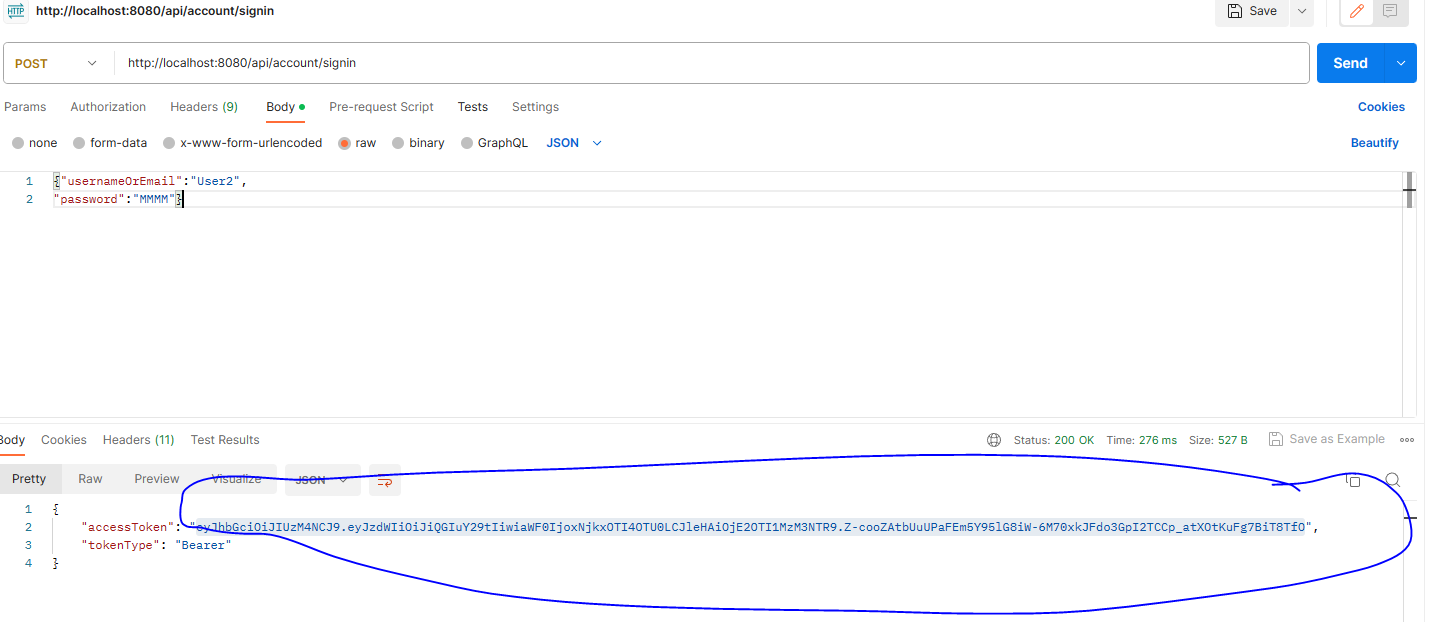 HTTP http://localhost:8080/api/account/signin Save
POST http://localhost:8080/api/account/signin Send
Params Authorization Headers (9) Body Pre-request Script Tests Settings Cookies
none form-data x-www-form-urlencoded raw binary GraphQL JSON Beautify
1 {"usernameOrEmail":"User2",
2 "password":"MMMM"}
Body Cookies Headers (11) Test Results Status: 200 OK Time: 276 ms Size: 527 B Save as Example
Pretty Raw Preview Visualize JSON
1 {
2 "accessToken": "eyJhbGciOiJIUzM4NCJ9.eyJzdWIiOiJiQGIuY29tIiwiaWF0IjoxNjkxOTI4OTU0LCJleHAiOjE2OTI1MzM3NTR9.Z-cooZAtbUuUPaFEm5Y95lG8iW-6M70xkJFdo3GpI2TCCp_atXOtKuFg7BiT8TfO",
3 "tokenType": "Bearer"
4 }